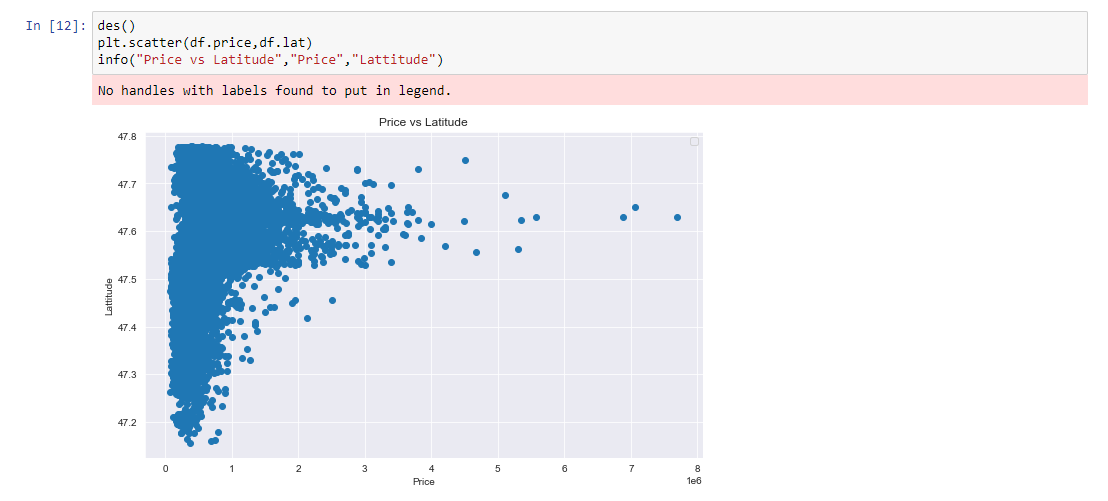 In [12]:
des()
plt.scatter(df.price,df.lat)
info("Price vs Latitude","Price","Lattitude")
No handles with labels found to put in legend.
Price vs Latitude
47.8
47.7
47.6
47.5
47.4
47.3
47.2
Lattitude
0 1 2 3 4 5 6 7 8
1e6
Price